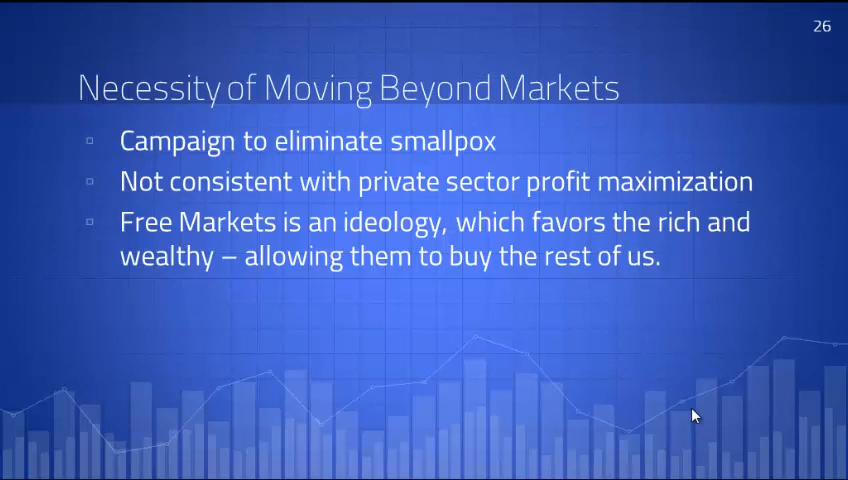 26
Necessity of Moving Beyond Markets
Campaign to eliminate smallpox
Not consistent with private sector profit maximization
Free Markets is an ideology, which favors the rich and
wealthy – allowing them to buy the rest of us.